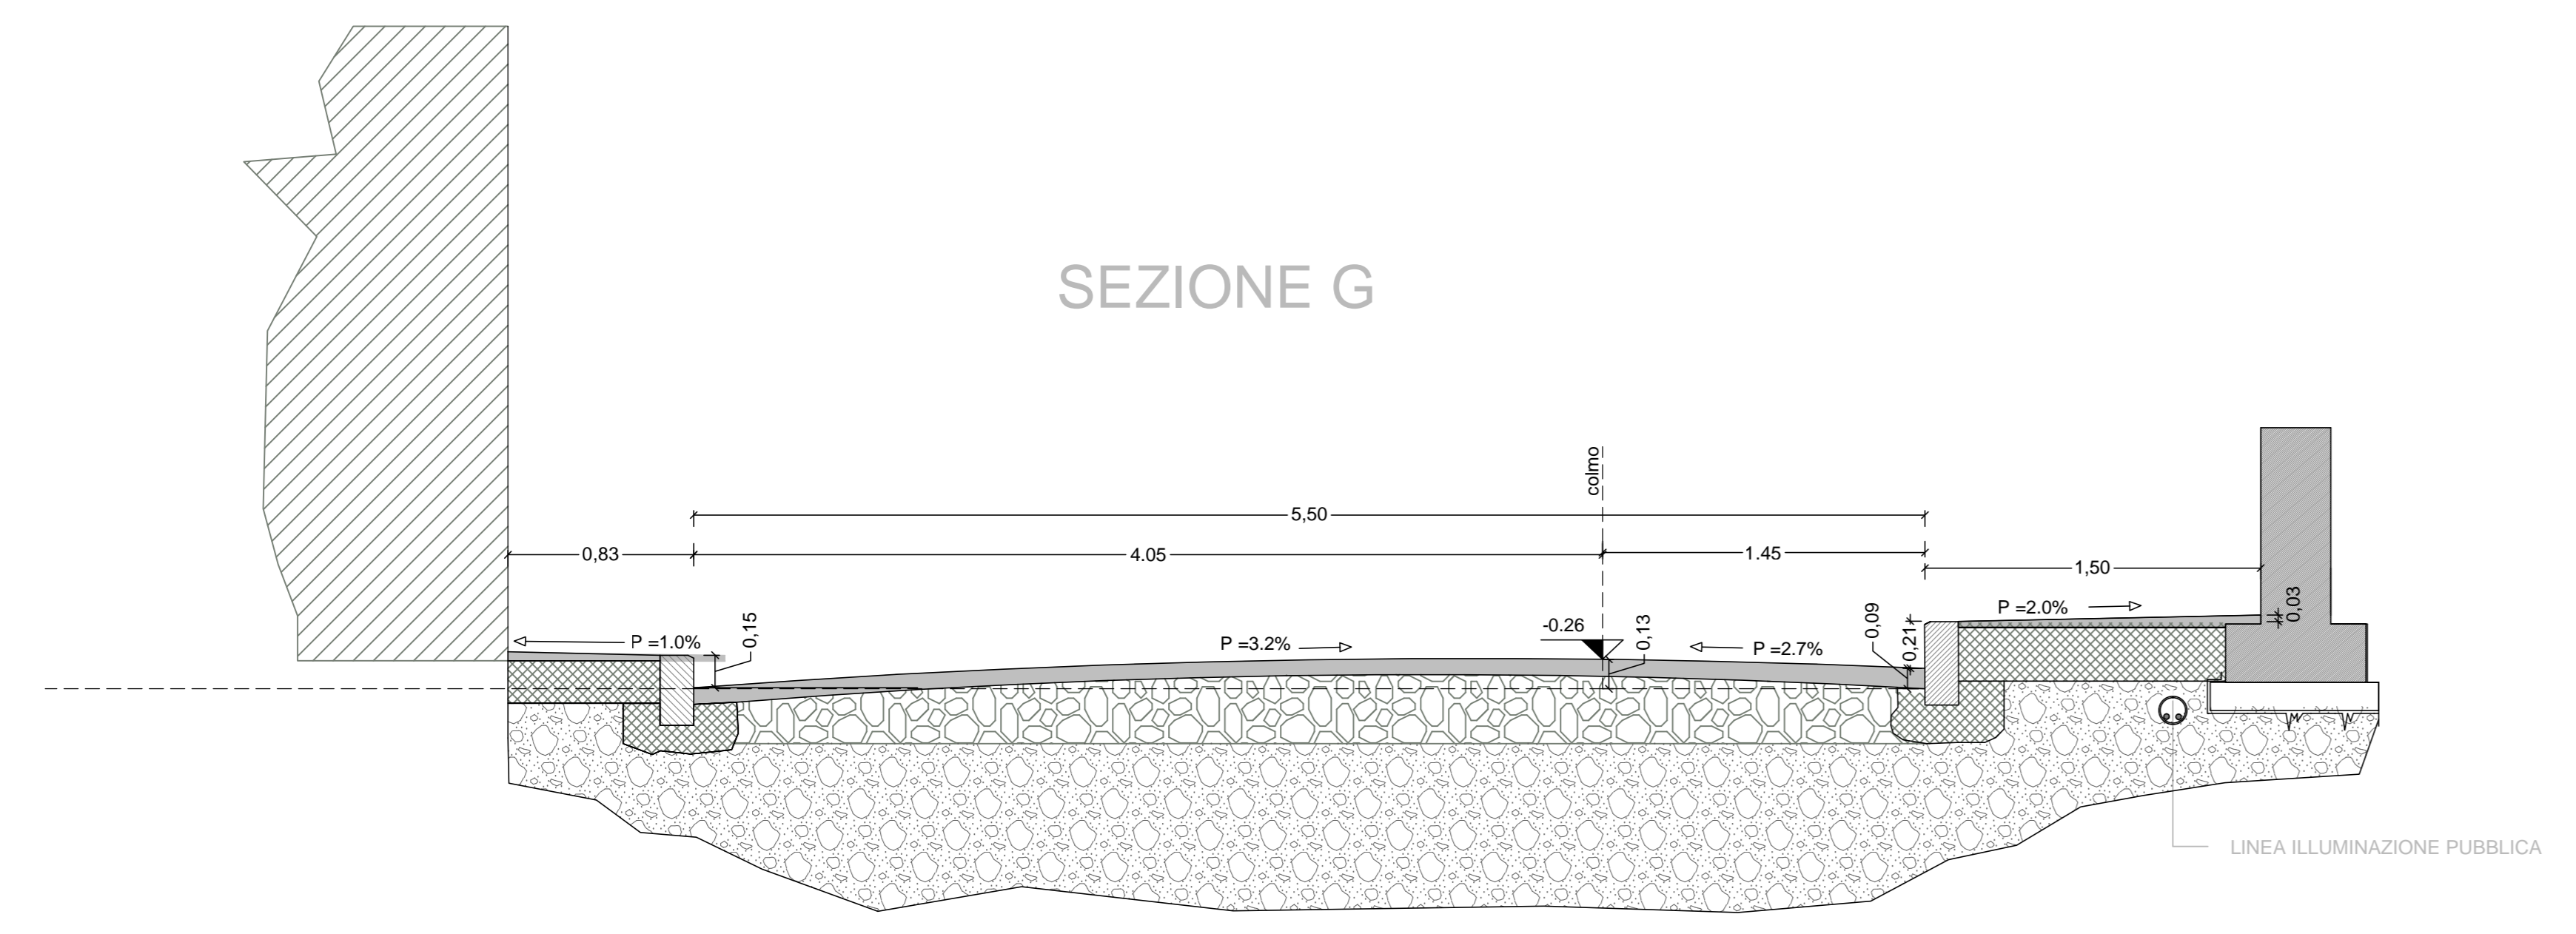 SEZIONE G
colmo
5,50
0,83
4.05
1.45
1,50
P =1.0%
0,15
P =3.2%
-0.26
0,13
P =2.7%
0,09
0,21
P =2.0%
0,03
LINEA ILLUMINAZIONE PUBBLICA